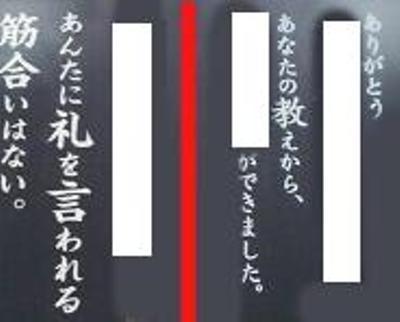 ありがとう
あなたの教えから、
ができました。
あんたに礼を言われる
筋合いはない。